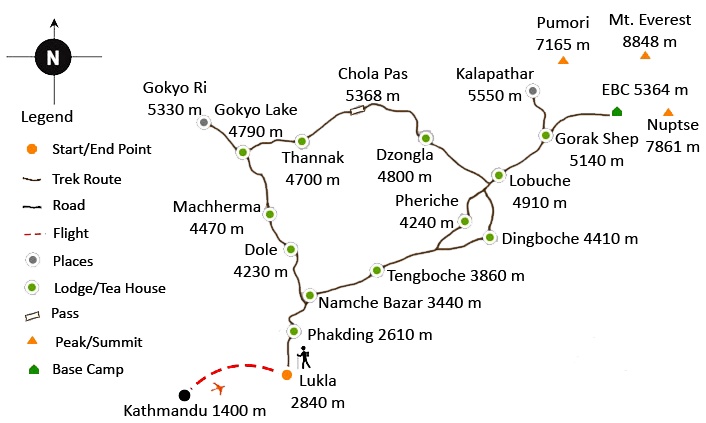 N
Legend
Start/End Point
Trek Route
Road
Flight
Places
Lodge/Tea House
Pass
Peak/Summit
Base Camp
Pumori
7165 m
Mt. Everest
8848 m
Kalapathar
5550 m
EBC 5364 m
Nuptse
7861 m
Gorak Shep
5140 m
Chola Pas
5368 m
Gokyo Ri
5330 m
Gokyo Lake
4790 m
Thannak
4700 m
Dzongla
4800 m
Lobuche
4910 m
Pheriche
4240 m
Dingboche 4410 m
Machherma
4470 m
Dole
4230 m
Tengboche 3860 m
Namche Bazar 3440 m
Phakding 2610 m
Lukla
2840 m
Kathmandu 1400 m